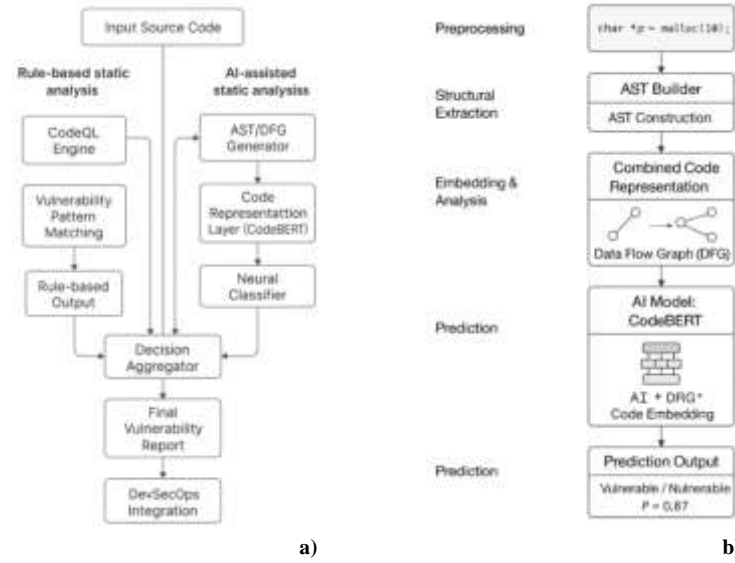 Input Source Code
Rule-based static
analysis
CodeQL
Engine
Vulnerability
Pattern
Matching
Rule-based
Output
AI-assisted
static analysiss
AST/DFG
Generator
Code
Representattion
Layer (CodeBERT)
Neural
Classifier
Decision
Aggregator
Final
Vulnerability
Report
DevSecOps
Integration
a)
Preprocessing
char *p = malloc(10);
Structural
Extraction
AST Builder
AST Construction
Embedding &
Analysis
Combined Code
Representation
Data Flow Graph (DFG)
Prediction
AI Model:
CodeBERT
AI + DRG*
Code Embedding
Prediction
Prediction Output
Vulnerable / Nulnerable
P = 0,87
b